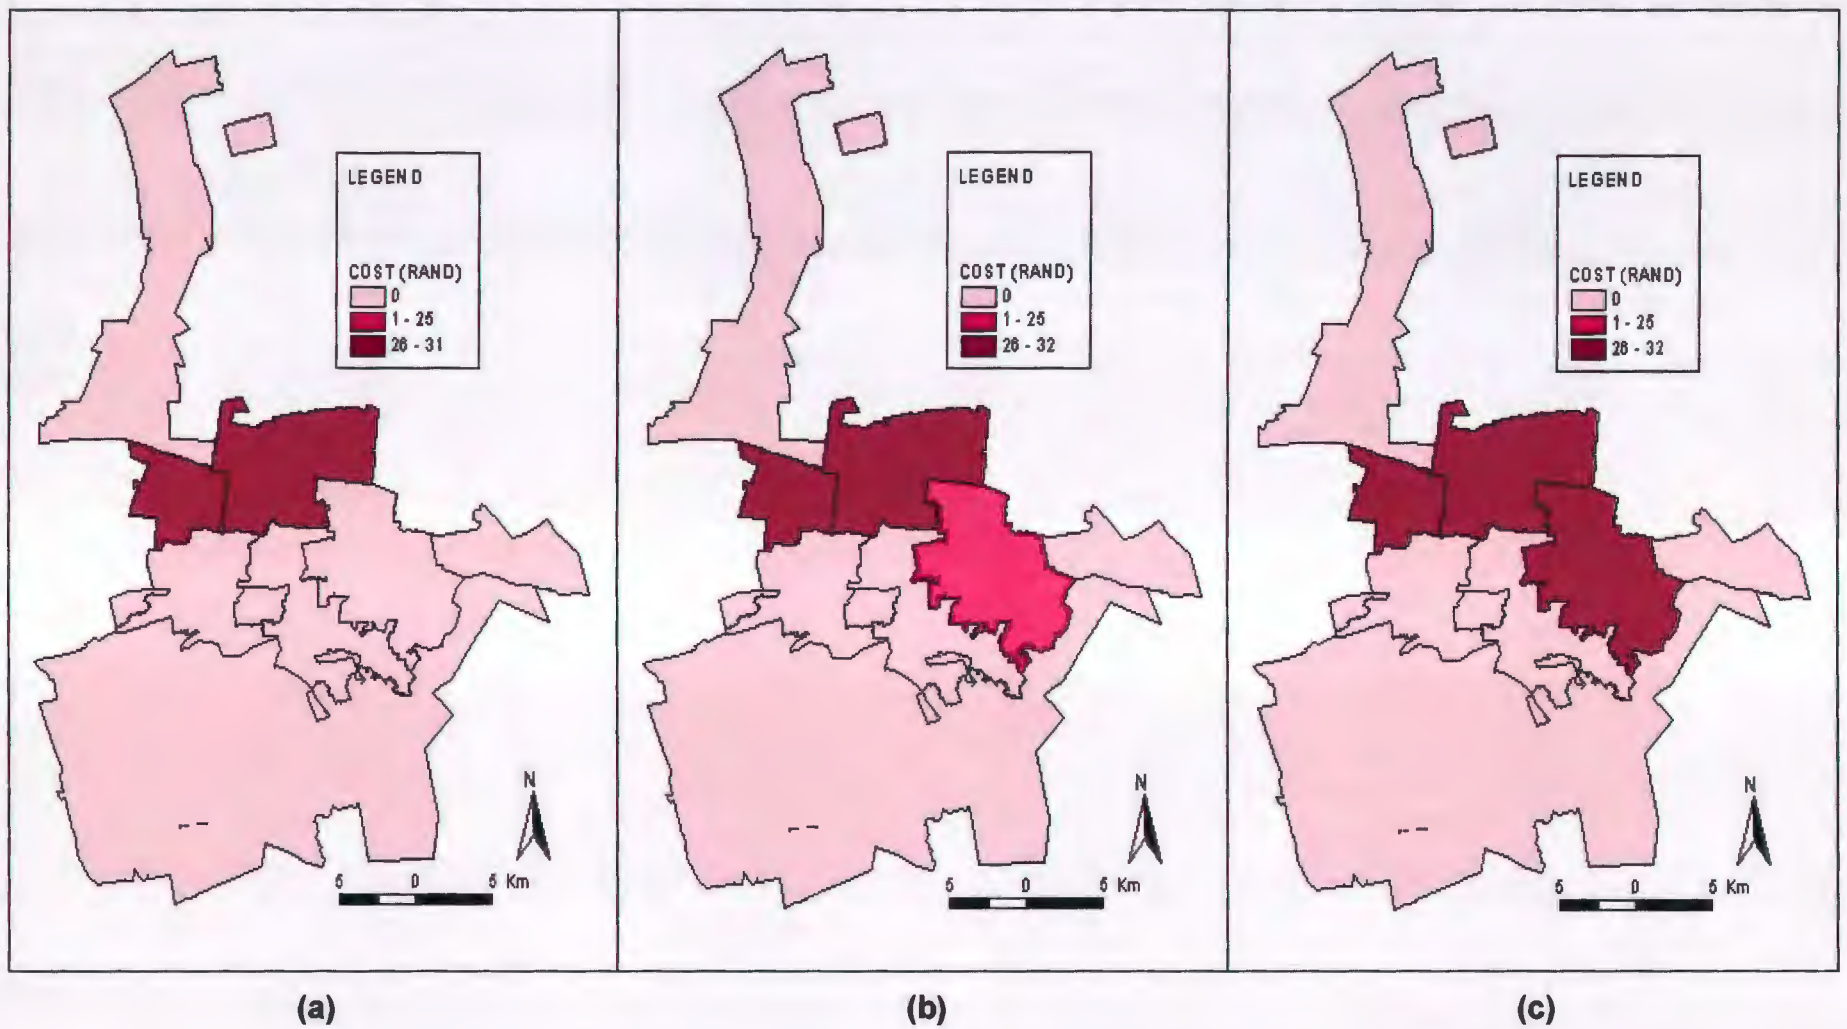 LEGEND
COST (RAND)
0
1 - 25
26 - 31
N
5 0 5 Km
(a)
LEGEND
COST (RAND)
0
1 - 25
26 - 32
N
5 0 5 Km
(b)
LEGEND
COST (RAND)
0
1 - 25
26 - 32
N
5 0 5 Km
(c)